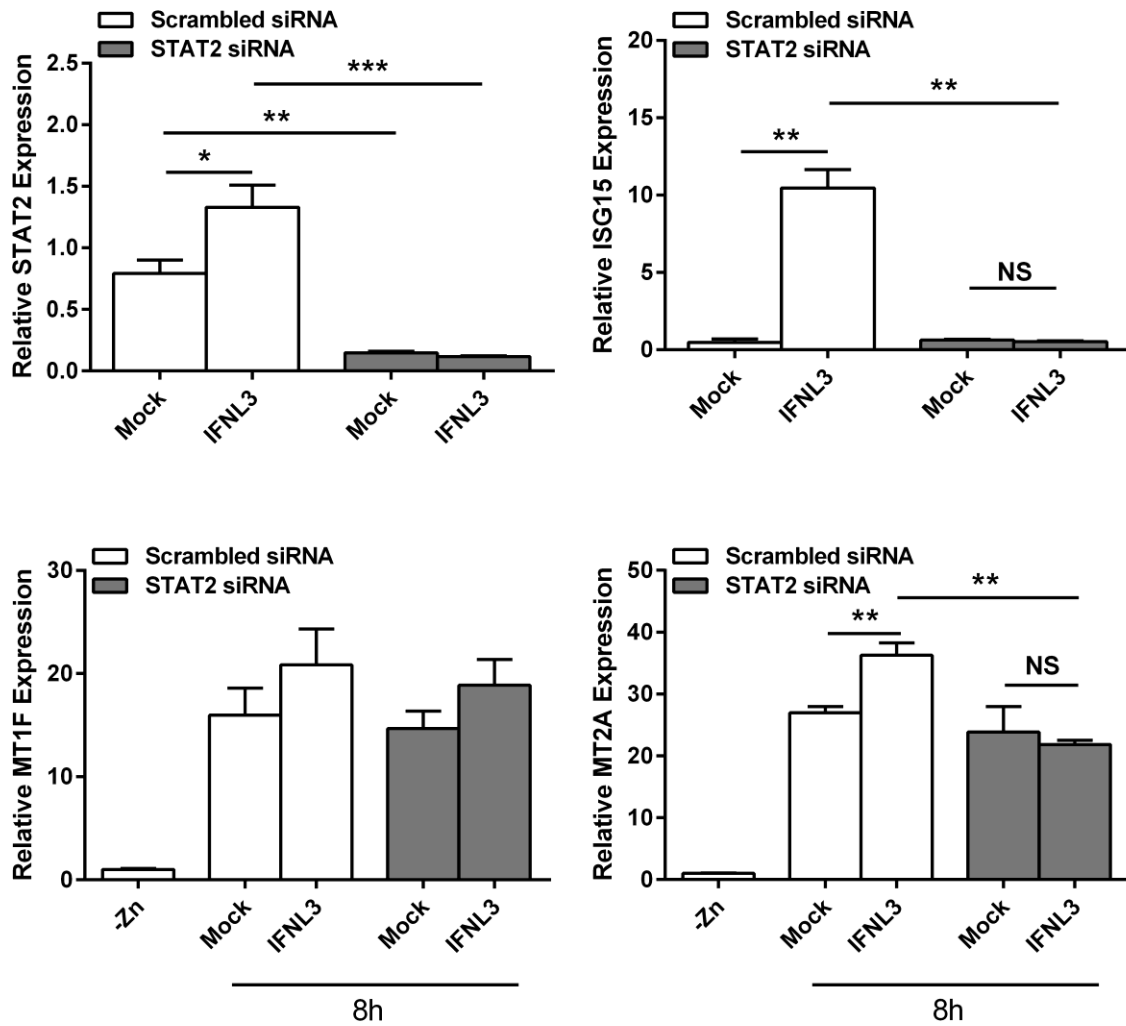 Scrambled siRNA
STAT2 siRNA
Relative STAT2 Expression
2.5
2.0
1.5
1.0
0.5
0.0
***
**
*
Mock
IFNL3
Mock
IFNL3
Scrambled siRNA
STAT2 siRNA
Relative ISG15 Expression
20
15
10
5
0
**
**
NS
Mock
IFNL3
Mock
IFNL3
Scrambled siRNA
STAT2 siRNA
Relative MT1F Expression
30
20
10
0
-Zn
Mock
IFNL3
Mock
IFNL3
8h
Scrambled siRNA
STAT2 siRNA
Relative MT2A Expression
50
40
30
20
10
0
**
**
NS
-Zn
Mock
IFNL3
Mock
IFNL3
8h